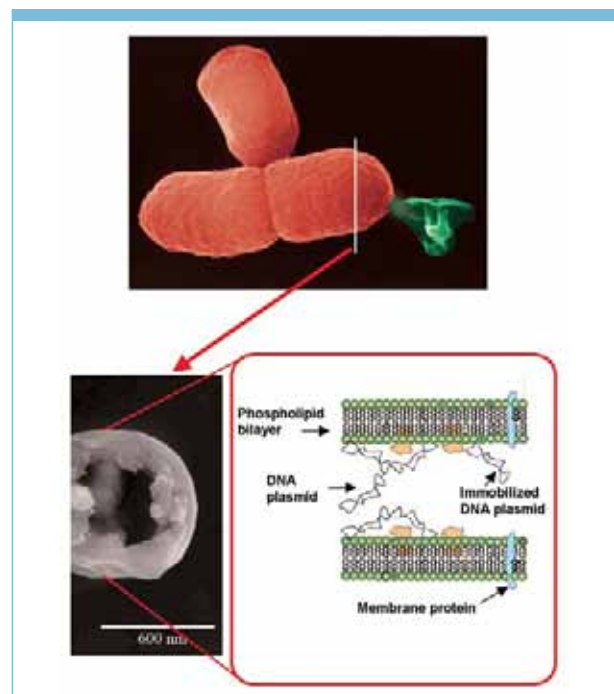 Phospholipid
bilayer
DNA
plasmid
Immobilized
DNA plasmid
Membrane protein
600 nm